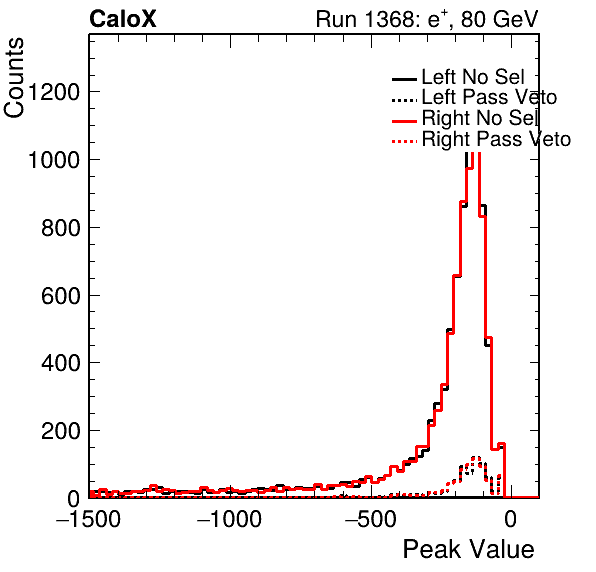 CaloX
Run 1368: e+, 80 GeV
Counts
Left No Sel
Left Pass Veto
Right No Sel
Right Pass Veto
1200
1000
800
600
400
200
0
−1500 −1000 −500 0
Peak Value